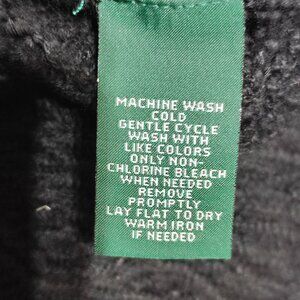 MACHINE WASH
COLD
GENTLE CYCLE
WASH WITH
LIKE COLORS
ONLY NON-
CHLORINE BLEACH
WHEN NEEDED
REMOVE
PROMPTLY
LAY FLAT TO DRY
WARM IRON
IF NEEDED